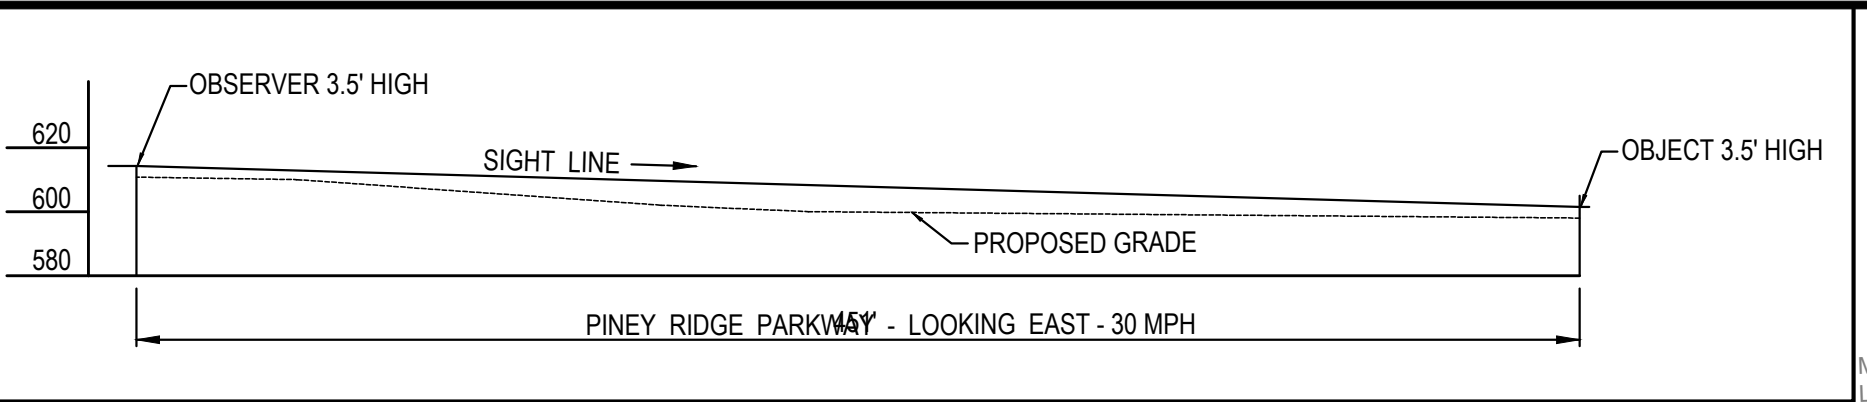 OBSERVER 3.5' HIGH
620
SIGHT LINE
OBJECT 3.5' HIGH
600
PROPOSED GRADE
580
PINEY RIDGE PARKWAY - LOOKING EAST - 30 MPH
451'